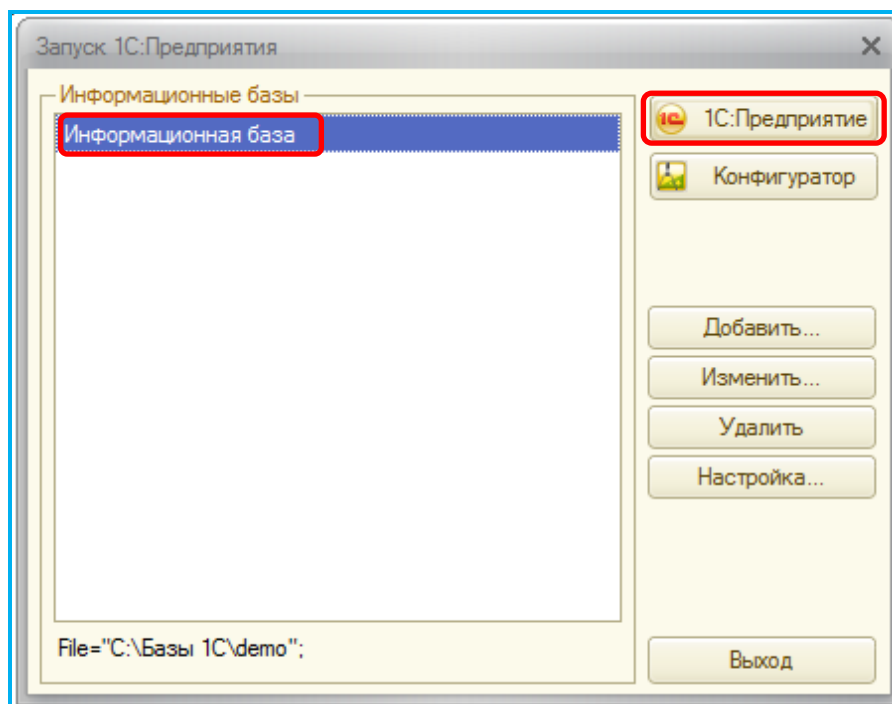 Запуск 1С:Предприятия
Информационные базы
Информационная база
1С:Предприятие
Конфигуратор
Добавить...
Изменить...
Удалить
Настройка...
File="C:\Базы 1С\demo";
Выход